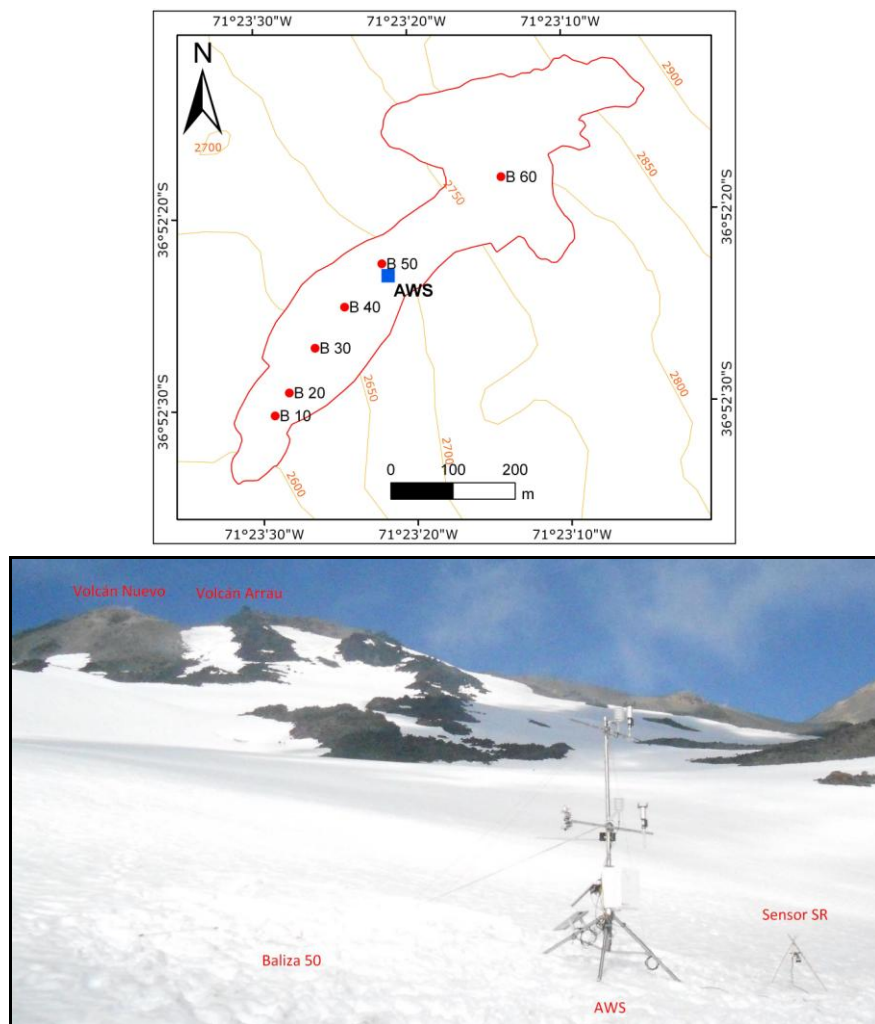 71°23'30"W 71°23'20"W 71°23'10"W
N
2900
2700
2850
2750
B 60
36°52'20"S 36°52'20"S
B 50
AWS
B 40
B 30
2650
2800
B 20
36°52'30"S 36°52'30"S
B 10
2700
0 100 200
m
2600
71°23'30"W 71°23'20"W 71°23'10"W
Volcán Nuevo Volcán Arrau
Sensor SR
Baliza 50
AWS